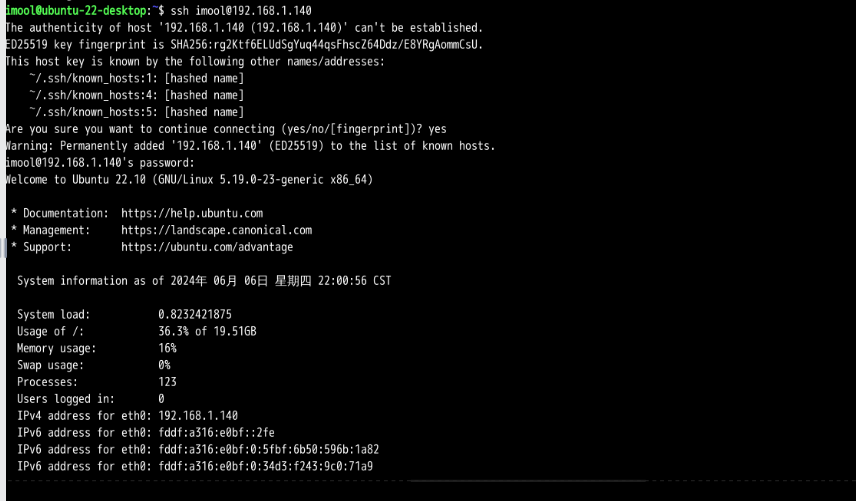 imool@ubuntu-22-desktop:~$ ssh imool@192.168.1.140
The authenticity of host '192.168.1.140 (192.168.1.140)' can't be established.
ED25519 key fingerprint is SHA256:rg2Ktf6ELUdSgYuq44qsFhscZ64Ddz/E8YRgAommCsU.
This host key is known by the following other names/addresses:
~/.ssh/known_hosts:1: [hashed name]
~/.ssh/known_hosts:4: [hashed name]
~/.ssh/known_hosts:5: [hashed name]
Are you sure you want to continue connecting (yes/no/[fingerprint])? yes
Warning: Permanently added '192.168.1.140' (ED25519) to the list of known hosts.
imool@192.168.1.140's password:
Welcome to Ubuntu 22.10 (GNU/Linux 5.19.0-23-generic x86_64)
* Documentation:  https://help.ubuntu.com
* Management:     https://landscape.canonical.com
* Support:        https://ubuntu.com/advantage
System information as of 2024年 06月 06日 星期四 22:00:56 CST
System load:           0.8232421875
Usage of /:            36.3% of 19.51GB
Memory usage:          16%
Swap usage:            0%
Processes:             123
Users logged in:       0
IPv4 address for eth0: 192.168.1.140
IPv6 address for eth0: fddf:a316:e0bf::2fe
IPv6 address for eth0: fddf:a316:e0bf:0:5fbf:6b50:596b:1a82
IPv6 address for eth0: fddf:a316:e0bf:0:34d3:f243:9c0:71a9